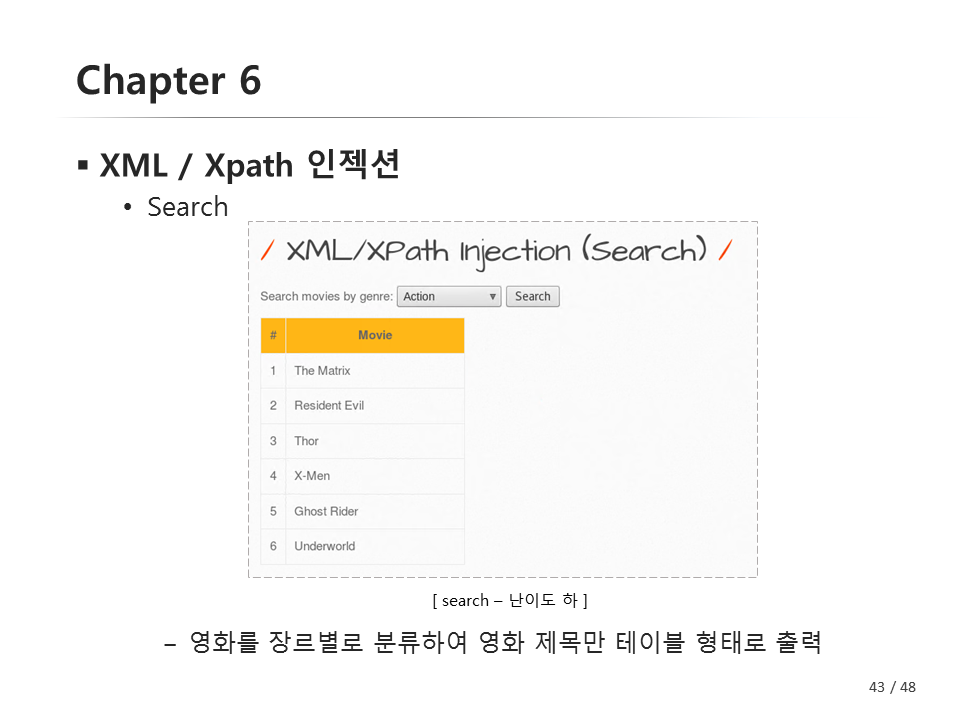 Chapter 6
▪ XML / Xpath 인젝션
• Search
/ XML/XPath Injection (Search) /
Search movies by genre: Action Search
# Movie
1 The Matrix
2 Resident Evil
3 Thor
4 X-Men
5 Ghost Rider
6 Underworld
[ search – 난이도 하 ]
– 영화를 장르별로 분류하여 영화 제목만 테이블 형태로 출력
43 / 48